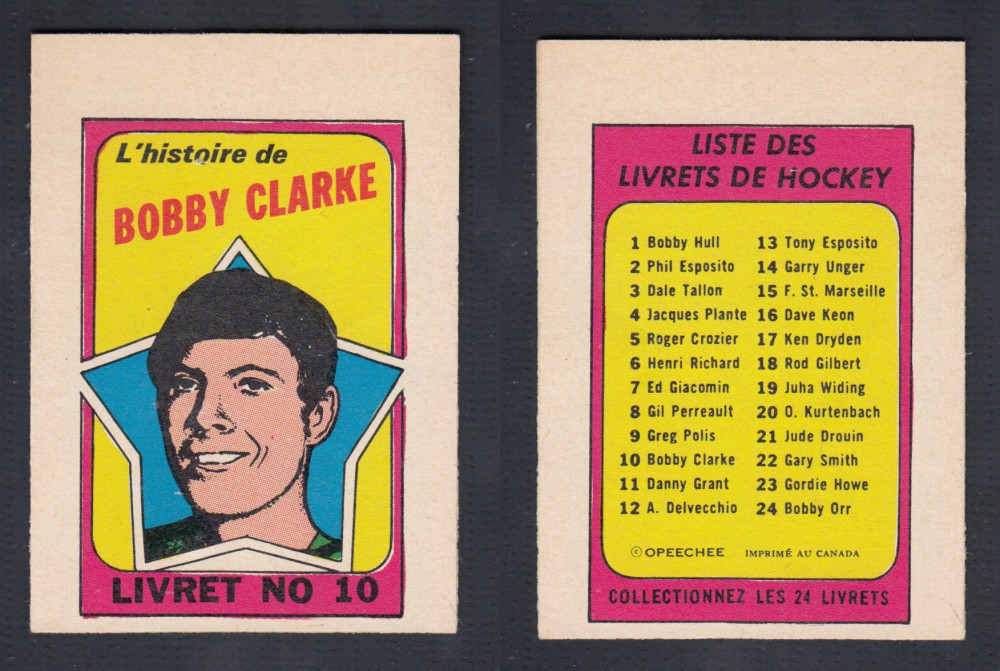 L'histoire de
BOBBY CLARKE
LIVRET NO 10
LISTE DES
LIVRETS DE HOCKEY
1 Bobby Hull
2 Phil Esposito
3 Dale Tallon
4 Jacques Plante
5 Roger Crozier
6 Henri Richard
7 Ed Giacomin
8 Gil Perreault
9 Greg Polis
10 Bobby Clarke
11 Danny Grant
12 A. Delvecchio
13 Tony Esposito
14 Garry Unger
15 F. St. Marseille
16 Dave Keon
17 Ken Dryden
18 Rod Gilbert
19 Juha Widing
20 O. Kurtenbach
21 Jude Drouin
22 Gary Smith
23 Gordie Howe
24 Bobby Orr
© OPEECHEE IMPRIMÉ AU CANADA
COLLECTIONNEZ LES 24 LIVRETS